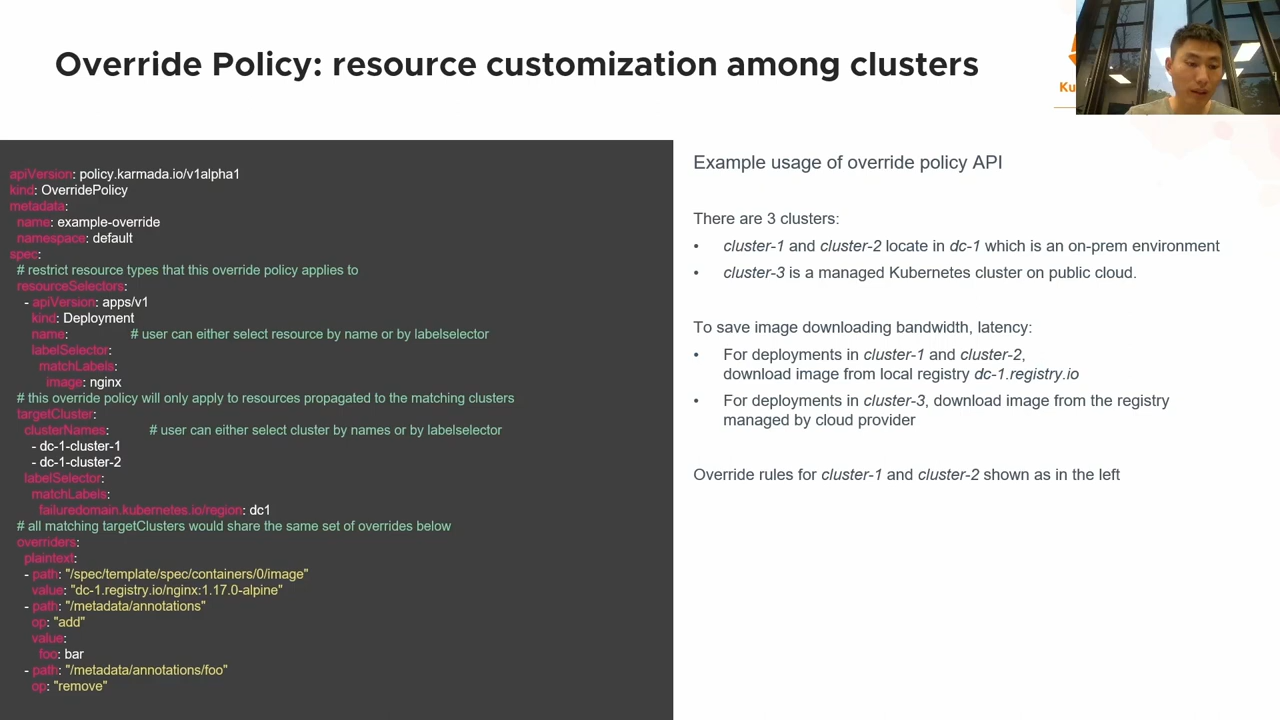 Override Policy: resource customization among clusters
Ku
apiVersion: policy.karmada.io/v1alpha1
kind: OverridePolicy
metadata:
name: example-override
namespace: default
spec:
# restrict resource types that this override policy applies to
resourceSelectors:
- apiVersion: apps/v1
kind: Deployment
name: # user can either select resource by name or by labelselector
labelSelector:
matchLabels:
image: nginx
# this override policy will only apply to resources propagated to the matching clusters
targetCluster:
clusterNames: # user can either select cluster by names or by labelselector
- dc-1-cluster-1
- dc-1-cluster-2
labelSelector:
matchLabels:
failuredomain.kubernetes.io/region: dc1
# all matching targetClusters would share the same set of overrides below
overriders:
plaintext:
- path: "/spec/template/spec/containers/0/image"
value: "dc-1.registry.io/nginx:1.17.0-alpine"
- path: "/metadata/annotations"
op: "add"
value:
foo: bar
- path: "/metadata/annotations/foo"
op: "remove"
Example usage of override policy API
There are 3 clusters:
• cluster-1 and cluster-2 locate in dc-1 which is an on-prem environment
• cluster-3 is a managed Kubernetes cluster on public cloud.
To save image downloading bandwidth, latency:
• For deployments in cluster-1 and cluster-2,
download image from local registry dc-1.registry.io
• For deployments in cluster-3, download image from the registry
managed by cloud provider
Override rules for cluster-1 and cluster-2 shown as in the left